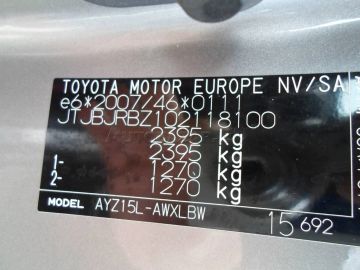 TOYOTA MOTOR EUROPE NV/SA
e6*2007/46*0111
JTJBJRBZ102118100
2395 kg
2395 kg
1- 1270 kg
2- 1270 kg
MODEL AYZ15L-AWXLBW
15 692